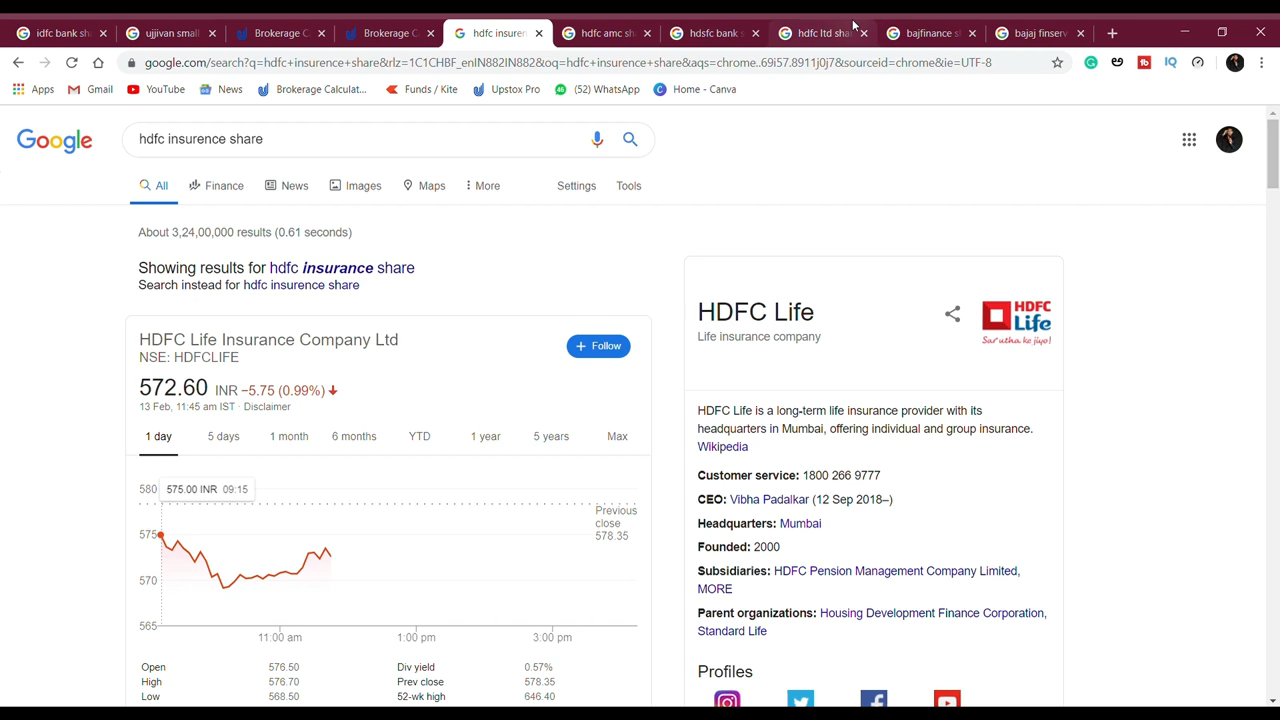 idfc bank sh
ujjivan small
Brokerage C
Brokerage C
hdfc insuren
hdfc amc sh
hdsfc bank
hdfc ltd shar
bajfinance s
bajaj finserv
google.com/search?q=hdfc+insurence+share&rlz=1C1CHBF_enIN882IN882&oq=hdfc+insurence+share&aqs=chrome..69i57.8911j0j7&sourceid=chrome&ie=UTF-8
Apps Gmail YouTube News Brokerage Calculat... Funds / Kite Upstox Pro (52) WhatsApp Home - Canva
Google
hdfc insurence share
All Finance News Images Maps More Settings Tools
About 3,24,00,000 results (0.61 seconds)
Showing results for hdfc insurance share
Search instead for hdfc insurence share
HDFC Life Insurance Company Ltd
NSE: HDFCLIFE
+ Follow
572.60 INR −5.75 (0.99%)
13 Feb, 11:45 am IST · Disclaimer
1 day 5 days 1 month 6 months YTD 1 year 5 years Max
580
575.00 INR 09:15
575
570
565
Previous
close
578.35
11:00 am 1:00 pm 3:00 pm
Open 576.50 Div yield 0.57%
High 576.70 Prev close 578.35
Low 568.50 52-wk high 646.40
HDFC Life
Life insurance company
HDFC
Life
Sar utha ke jiyo!
HDFC Life is a long-term life insurance provider with its
headquarters in Mumbai, offering individual and group insurance.
Wikipedia
Customer service: 1800 266 9777
CEO: Vibha Padalkar (12 Sep 2018–)
Headquarters: Mumbai
Founded: 2000
Subsidiaries: HDFC Pension Management Company Limited,
MORE
Parent organizations: Housing Development Finance Corporation,
Standard Life
Profiles